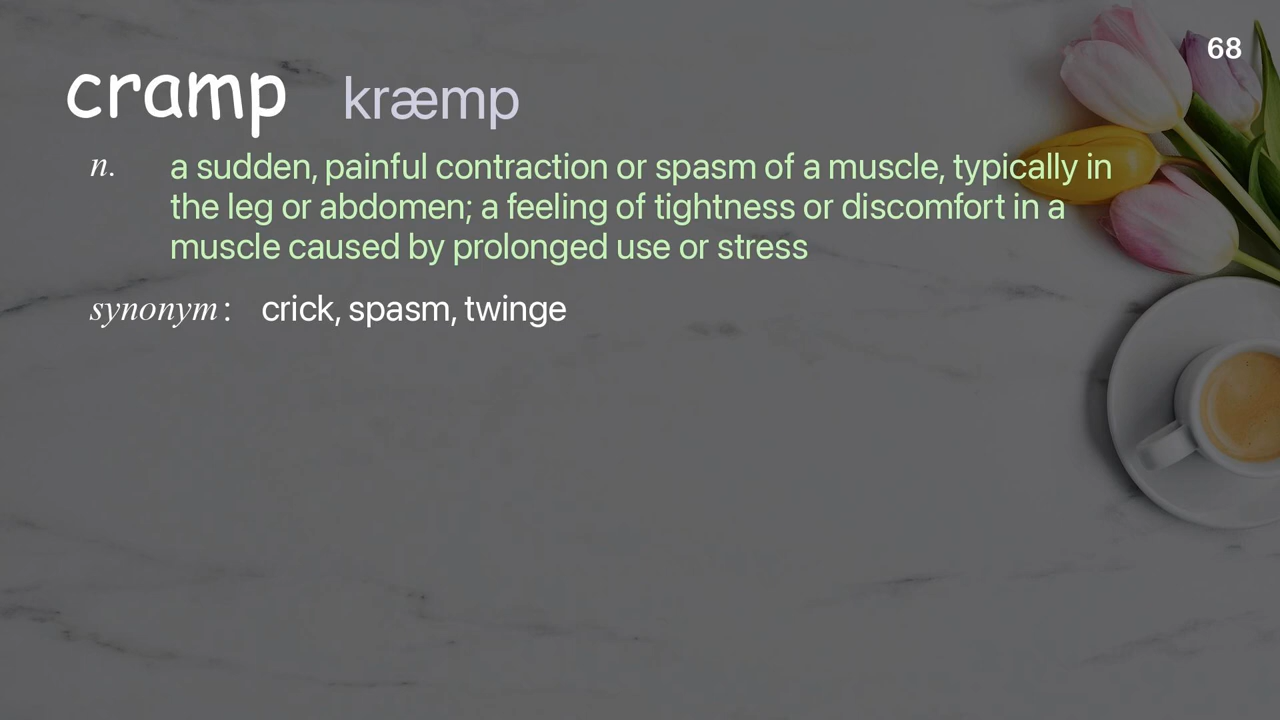 68
cramp kræmp
n. a sudden, painful contraction or spasm of a muscle, typically in
the leg or abdomen; a feeling of tightness or discomfort in a
muscle caused by prolonged use or stress
synonym: crick, spasm, twinge